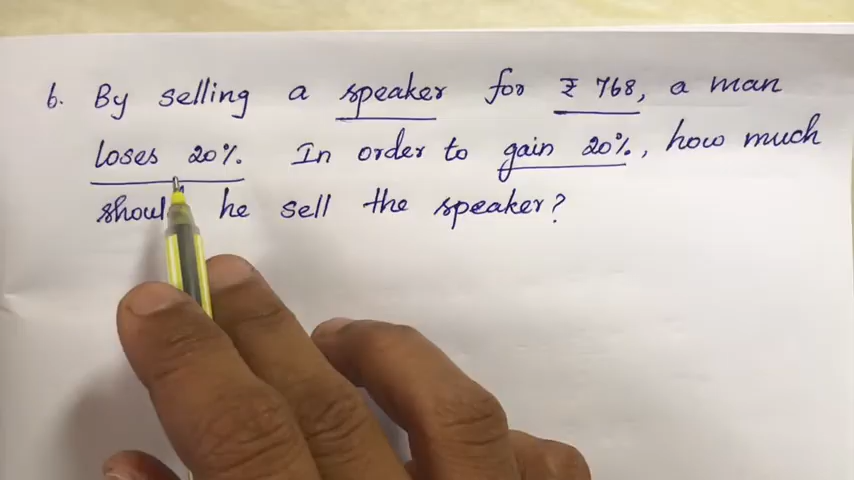 6. By selling a speaker for ₹ 768, a man
loses 20%. In order to gain 20%, how much
should he sell the speaker?